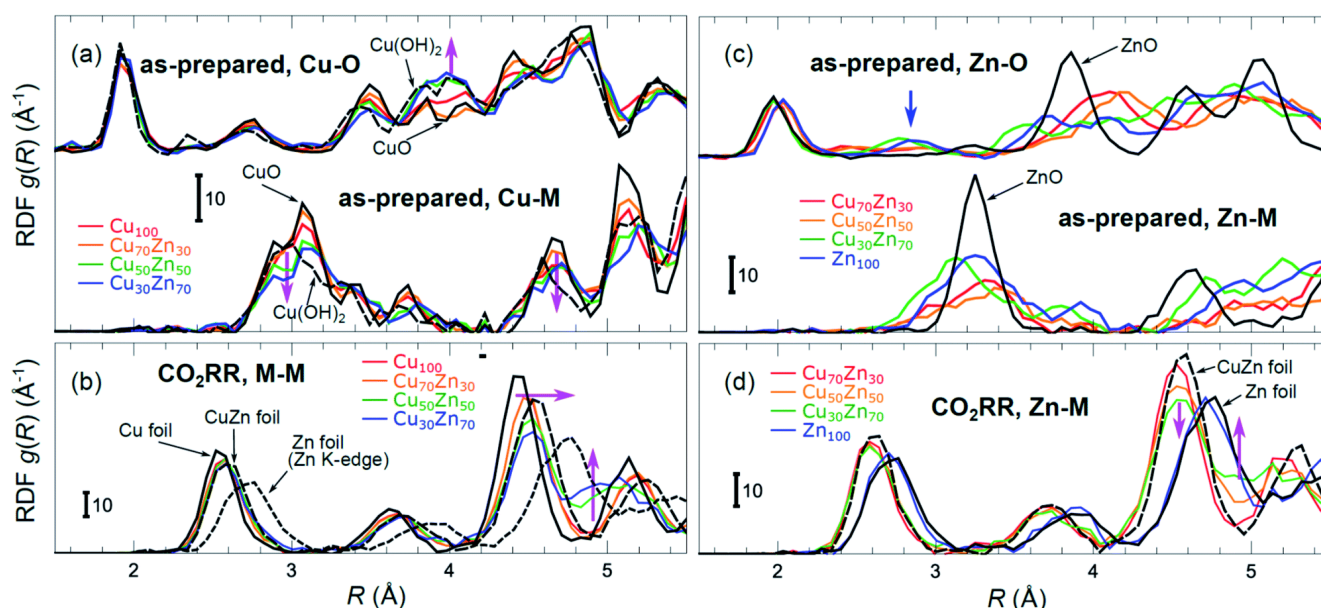 (a)
as-prepared, Cu-O
Cu(OH)₂
CuO
CuO
as-prepared, Cu-M
10
Cu₁₀₀
Cu₇₀Zn₃₀
Cu₅₀Zn₅₀
Cu₃₀Zn₇₀
Cu(OH)₂
RDF g(R) (Å⁻¹)
(b)
CO₂RR, M-M
Cu₁₀₀
Cu₇₀Zn₃₀
Cu₅₀Zn₅₀
Cu₃₀Zn₇₀
Cu foil
CuZn foil
Zn foil
(Zn K-edge)
10
RDF g(R) (Å⁻¹)
2 3 4 5
R (Å)
(c)
as-prepared, Zn-O
ZnO
ZnO
Cu₇₀Zn₃₀
Cu₅₀Zn₅₀
Cu₃₀Zn₇₀
Zn₁₀₀
as-prepared, Zn-M
10
(d)
Cu₇₀Zn₃₀
Cu₅₀Zn₅₀
Cu₃₀Zn₇₀
Zn₁₀₀
CO₂RR, Zn-M
CuZn foil
Zn foil
10
2 3 4 5
R (Å)